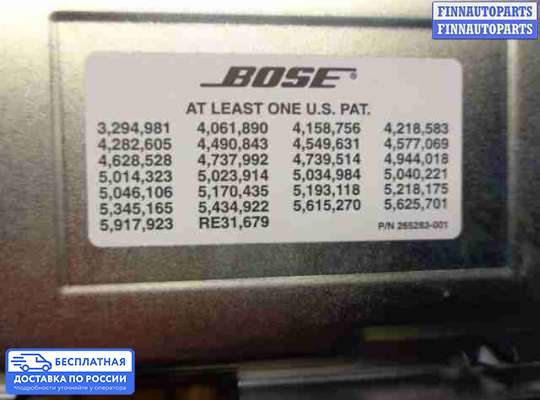 FINNAUTOPARTS
FINNAUTOPARTS
BOSE®
AT LEAST ONE U.S. PAT.
3,294,981 4,061,890 4,158,756 4,218,583
4,282,605 4,490,843 4,549,631 4,577,069
4,628,528 4,737,992 4,739,514 4,944,018
5,014,323 5,023,914 5,034,984 5,040,221
5,046,106 5,170,435 5,193,118 5,218,175
5,345,165 5,434,922 5,615,270 5,625,701
5,917,923 RE31,679 P/N 265283-001
БЕСПЛАТНАЯ
ДОСТАВКА ПО РОССИИ
подробности уточняйте у оператора